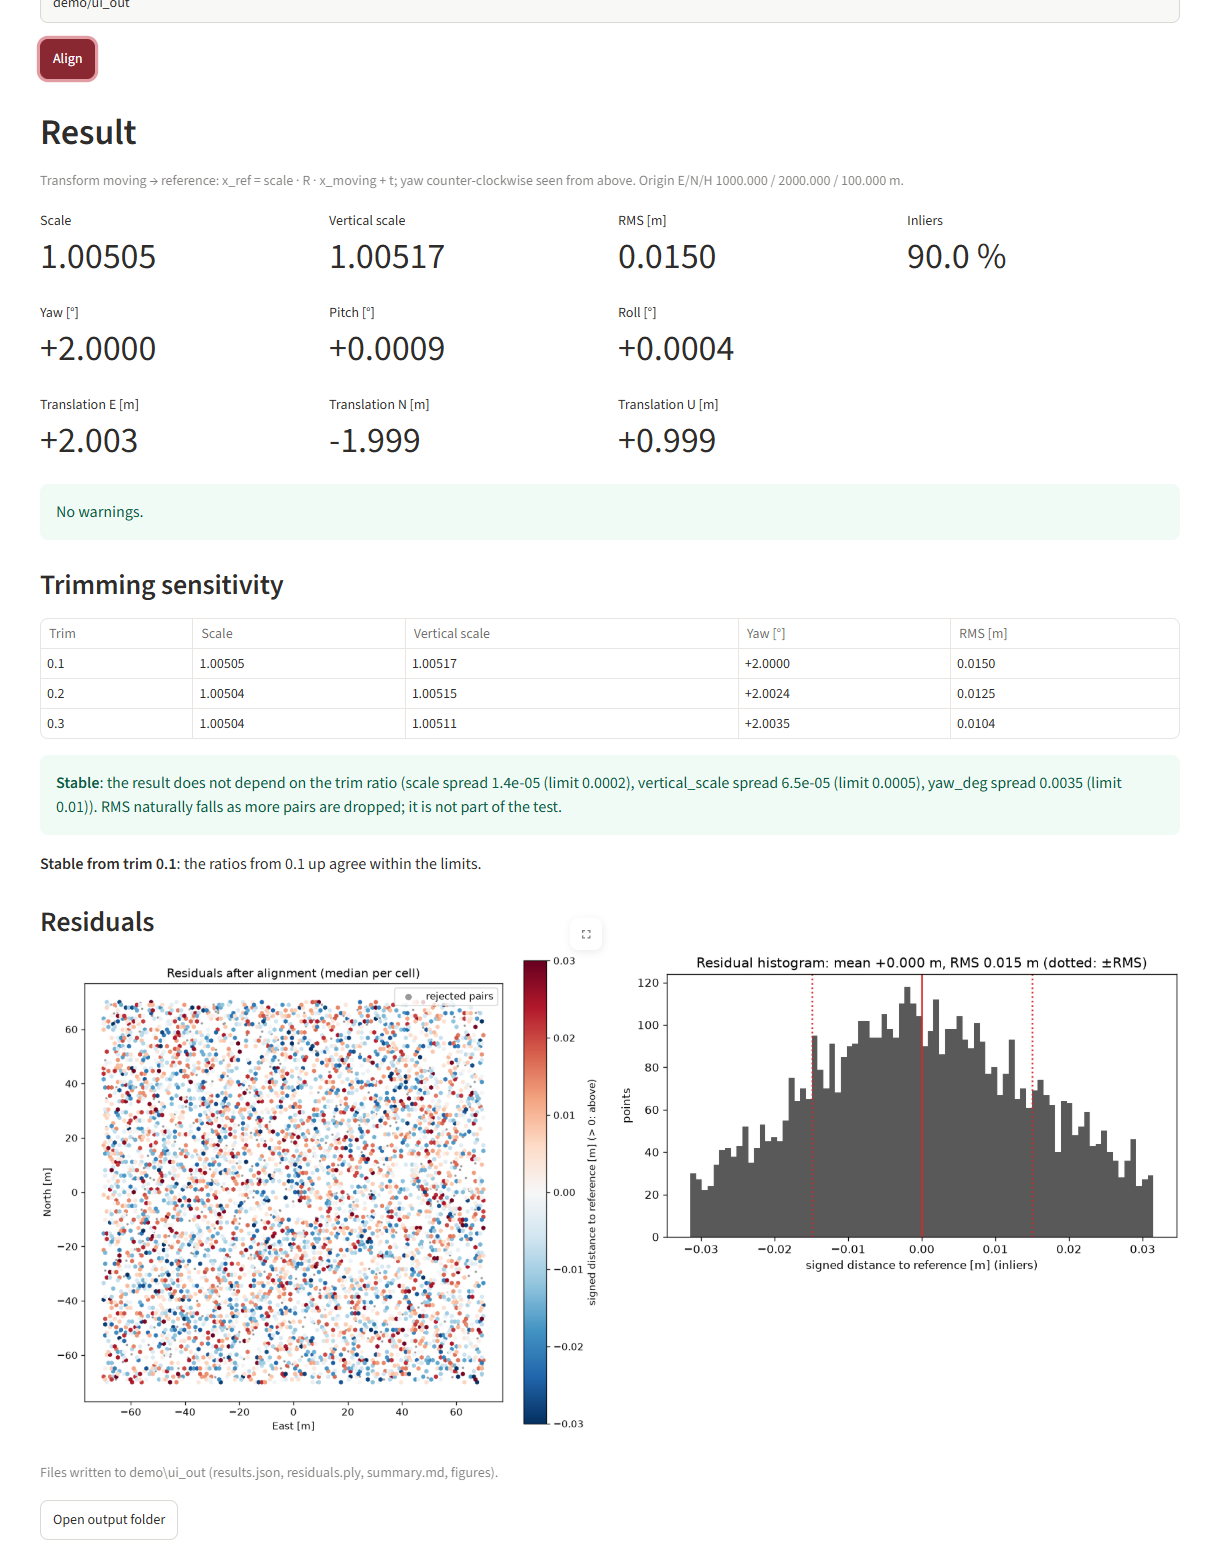 demo/ui_out
Align
Result
Transform moving → reference: x_ref = scale · R · x_moving + t; yaw counter-clockwise seen from above. Origin E/N/H 1000.000 / 2000.000 / 100.000 m.
Scale Vertical scale RMS [m] Inliers
1.00505 1.00517 0.0150 90.0 %
Yaw [°] Pitch [°] Roll [°]
+2.0000 +0.0009 +0.0004
Translation E [m] Translation N [m] Translation U [m]
+2.003 -1.999 +0.999
No warnings.
Trimming sensitivity
Trim Scale Vertical scale Yaw [°] RMS [m]
0.1 1.00505 1.00517 +2.0000 0.0150
0.2 1.00504 1.00515 +2.0024 0.0125
0.3 1.00504 1.00511 +2.0035 0.0104
Stable: the result does not depend on the trim ratio (scale spread 1.4e-05 (limit 0.0002), vertical_scale spread 6.5e-05 (limit 0.0005), yaw_deg spread 0.0035 (limit
0.01)). RMS naturally falls as more pairs are dropped; it is not part of the test.
Stable from trim 0.1: the ratios from 0.1 up agree within the limits.
Residuals
Residuals after alignment (median per cell)
rejected pairs
60
40
20
0
−20
−40
−60
North [m]
−60 −40 −20 0 20 40 60
East [m]
0.03
0.02
0.01
0.00
−0.01
−0.02
−0.03
signed distance to reference [m] (> 0: above)
Residual histogram: mean +0.000 m, RMS 0.015 m (dotted: ±RMS)
120
100
80
60
40
20
0
points
−0.03 −0.02 −0.01 0.00 0.01 0.02 0.03
signed distance to reference [m] (inliers)
Files written to demo\ui_out (results.json, residuals.ply, summary.md, figures).
Open output folder